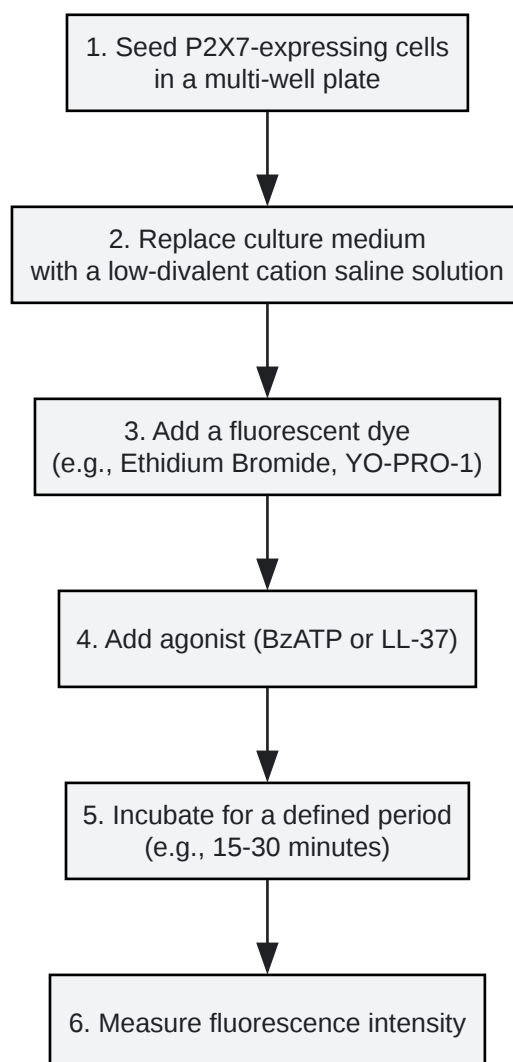 1. Seed P2X7-expressing cells
in a multi-well plate
2. Replace culture medium
with a low-divalent cation saline solution
3. Add a fluorescent dye
(e.g., Ethidium Bromide, YO-PRO-1)
4. Add agonist (BzATP or LL-37)
5. Incubate for a defined period
(e.g., 15-30 minutes)
6. Measure fluorescence intensity